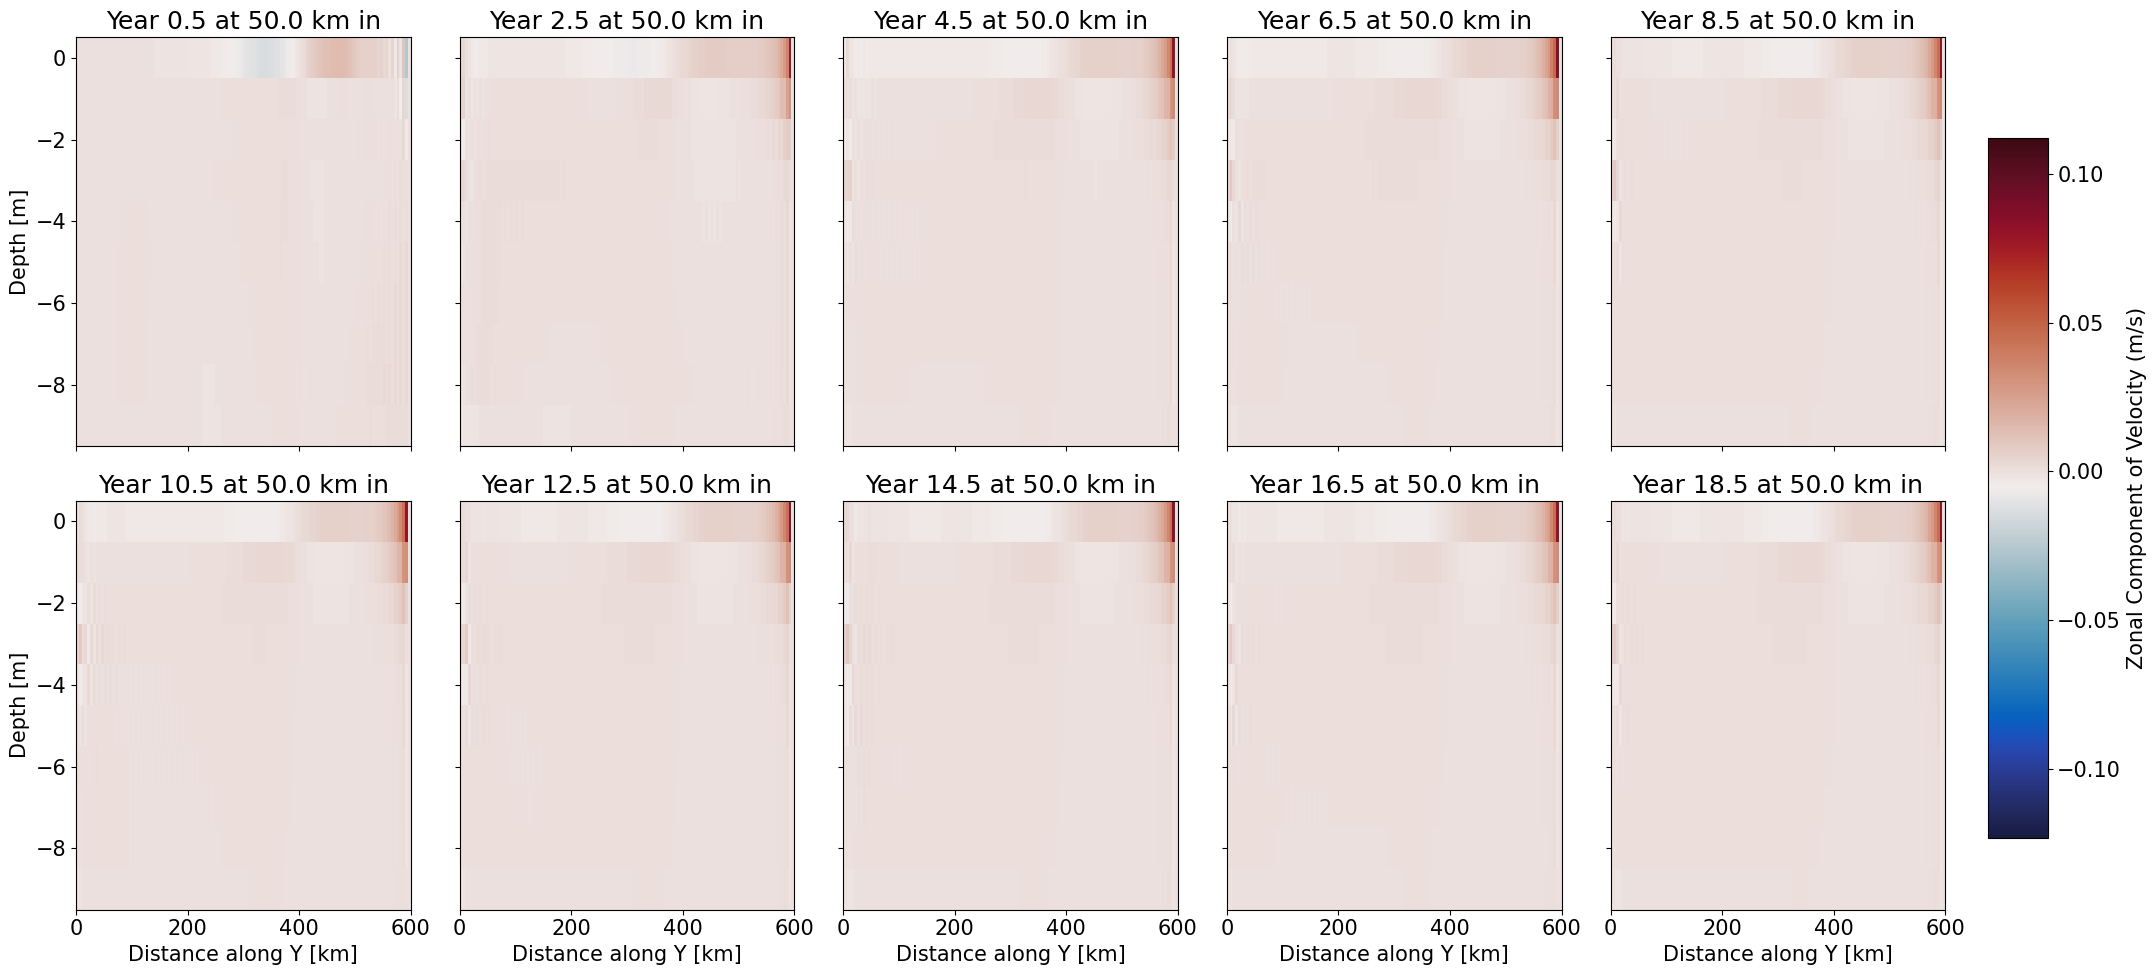 Year 0.5 at 50.0 km in
Year 2.5 at 50.0 km in
Year 4.5 at 50.0 km in
Year 6.5 at 50.0 km in
Year 8.5 at 50.0 km in
0
−2
−4
−6
−8
Depth [m]
200
400
600
200
400
600
Year 10.5 at 50.0 km in
Year 12.5 at 50.0 km in
Year 14.5 at 50.0 km in
Year 16.5 at 50.0 km in
Year 18.5 at 50.0 km in
0
−2
−4
−6
−8
Depth [m]
0 200 400 600
0 200 400 600
0 200 400 600
0 200 400 600
0 200 400 600
Distance along Y [km]
Distance along Y [km]
Distance along Y [km]
Distance along Y [km]
Distance along Y [km]
0.10
0.05
0.00
−0.05
−0.10
Zonal Component of Velocity (m/s)